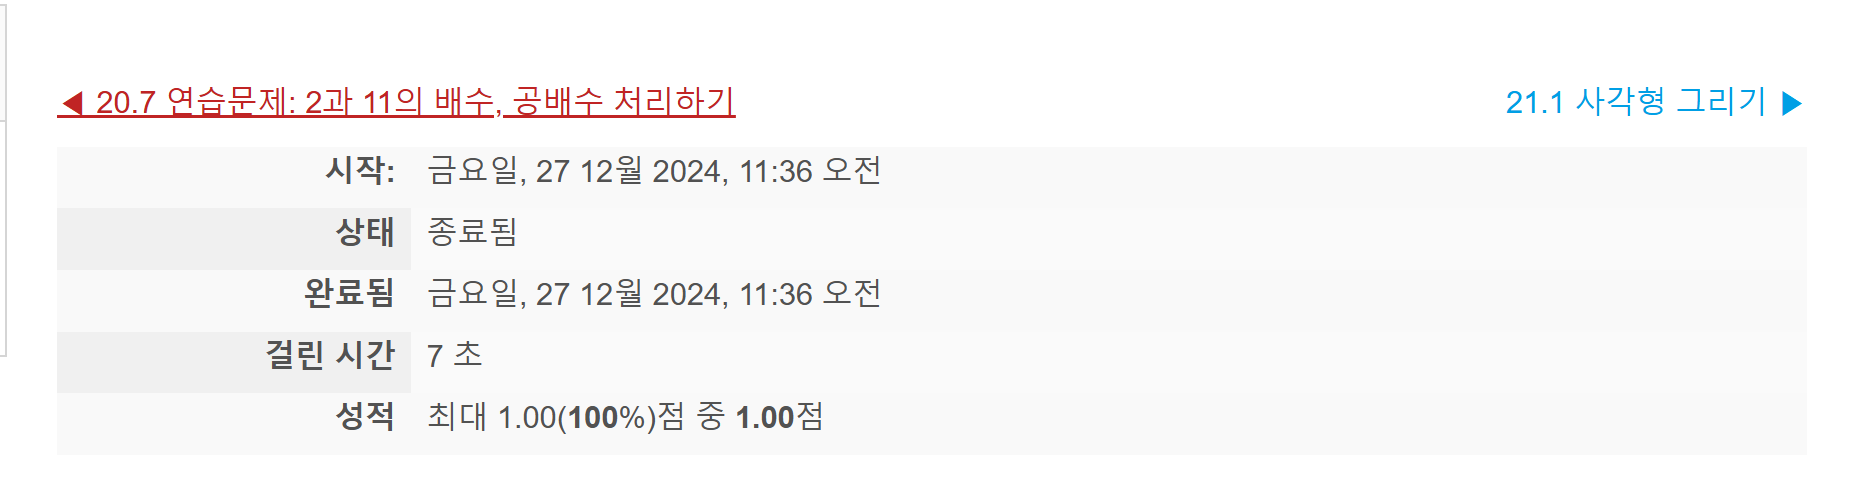 ◀ 20.7 연습문제: 2과 11의 배수, 공배수 처리하기
21.1 사각형 그리기 ▶
시작: 금요일, 27 12월 2024, 11:36 오전
상태 종료됨
완료됨 금요일, 27 12월 2024, 11:36 오전
걸린 시간 7 초
성적 최대 1.00(100%)점 중 1.00점